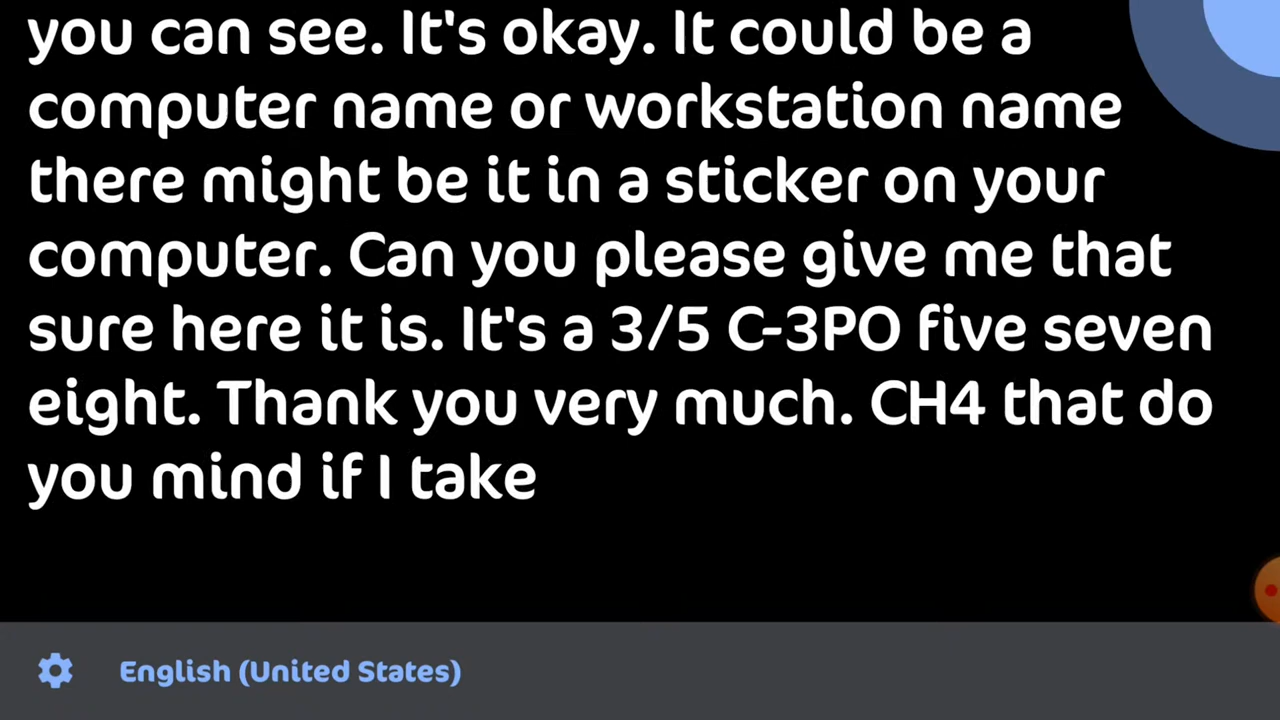 you can see. It's okay. It could be a
computer name or workstation name
there might be it in a sticker on your
computer. Can you please give me that
sure here it is. It's a 3/5 C-3PO five seven
eight. Thank you very much. CH4 that do
you mind if I take
English (United States)